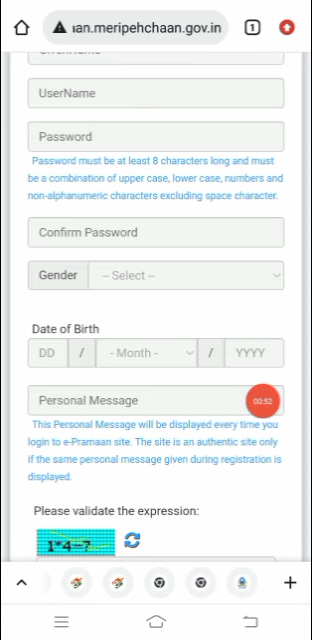 ıan.meripehchaan.gov.in
1
UserName
Password
Password must be at least 8 characters long and must
be a combination of upper case, lower case, numbers and
non-alphanumeric characters excluding space character.
Confirm Password
Gender -- Select --
Date of Birth
DD / - Month - / YYYY
Personal Message 00:52
This Personal Message will be displayed every time you
login to e-Pramaan site. The site is an authentic site only
if the same personal message given during registration is
displayed.
Please validate the expression:
1*4=?